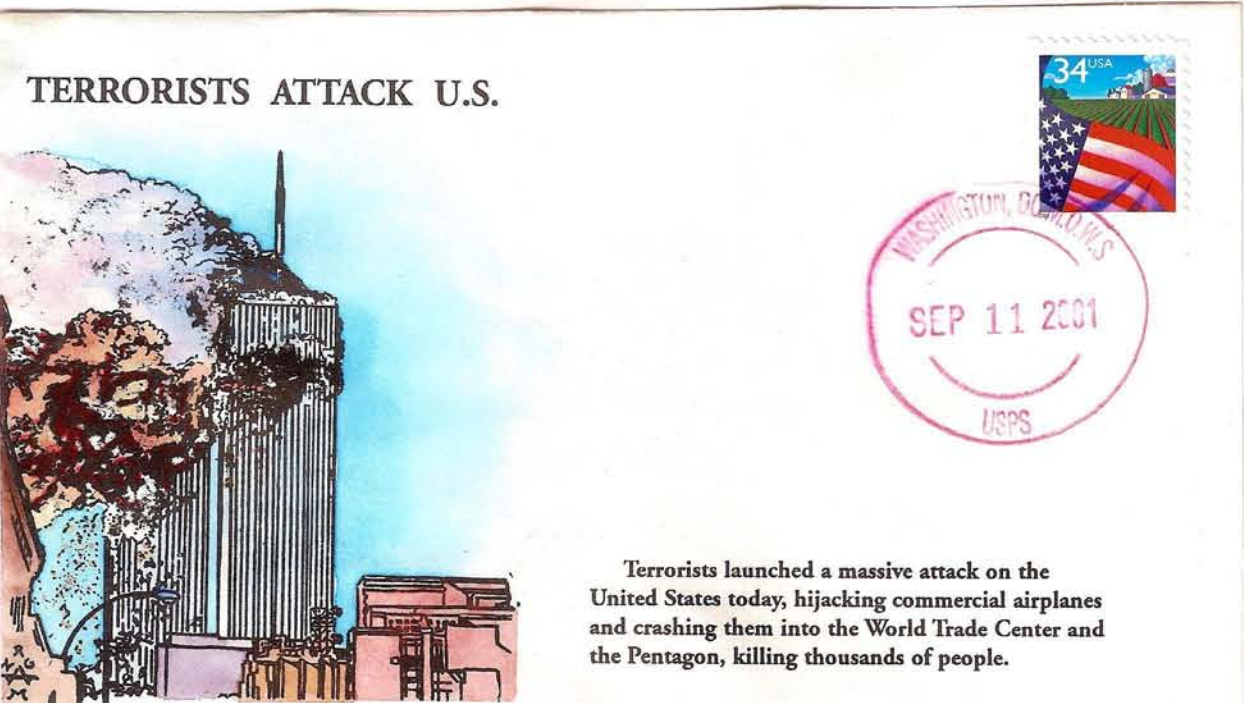 TERRORISTS ATTACK U.S.
34 USA
WASHINGTON, D.C.
SEP 11 2001
USPS
Terrorists launched a massive attack on the
United States today, hijacking commercial airplanes
and crashing them into the World Trade Center and
the Pentagon, killing thousands of people.